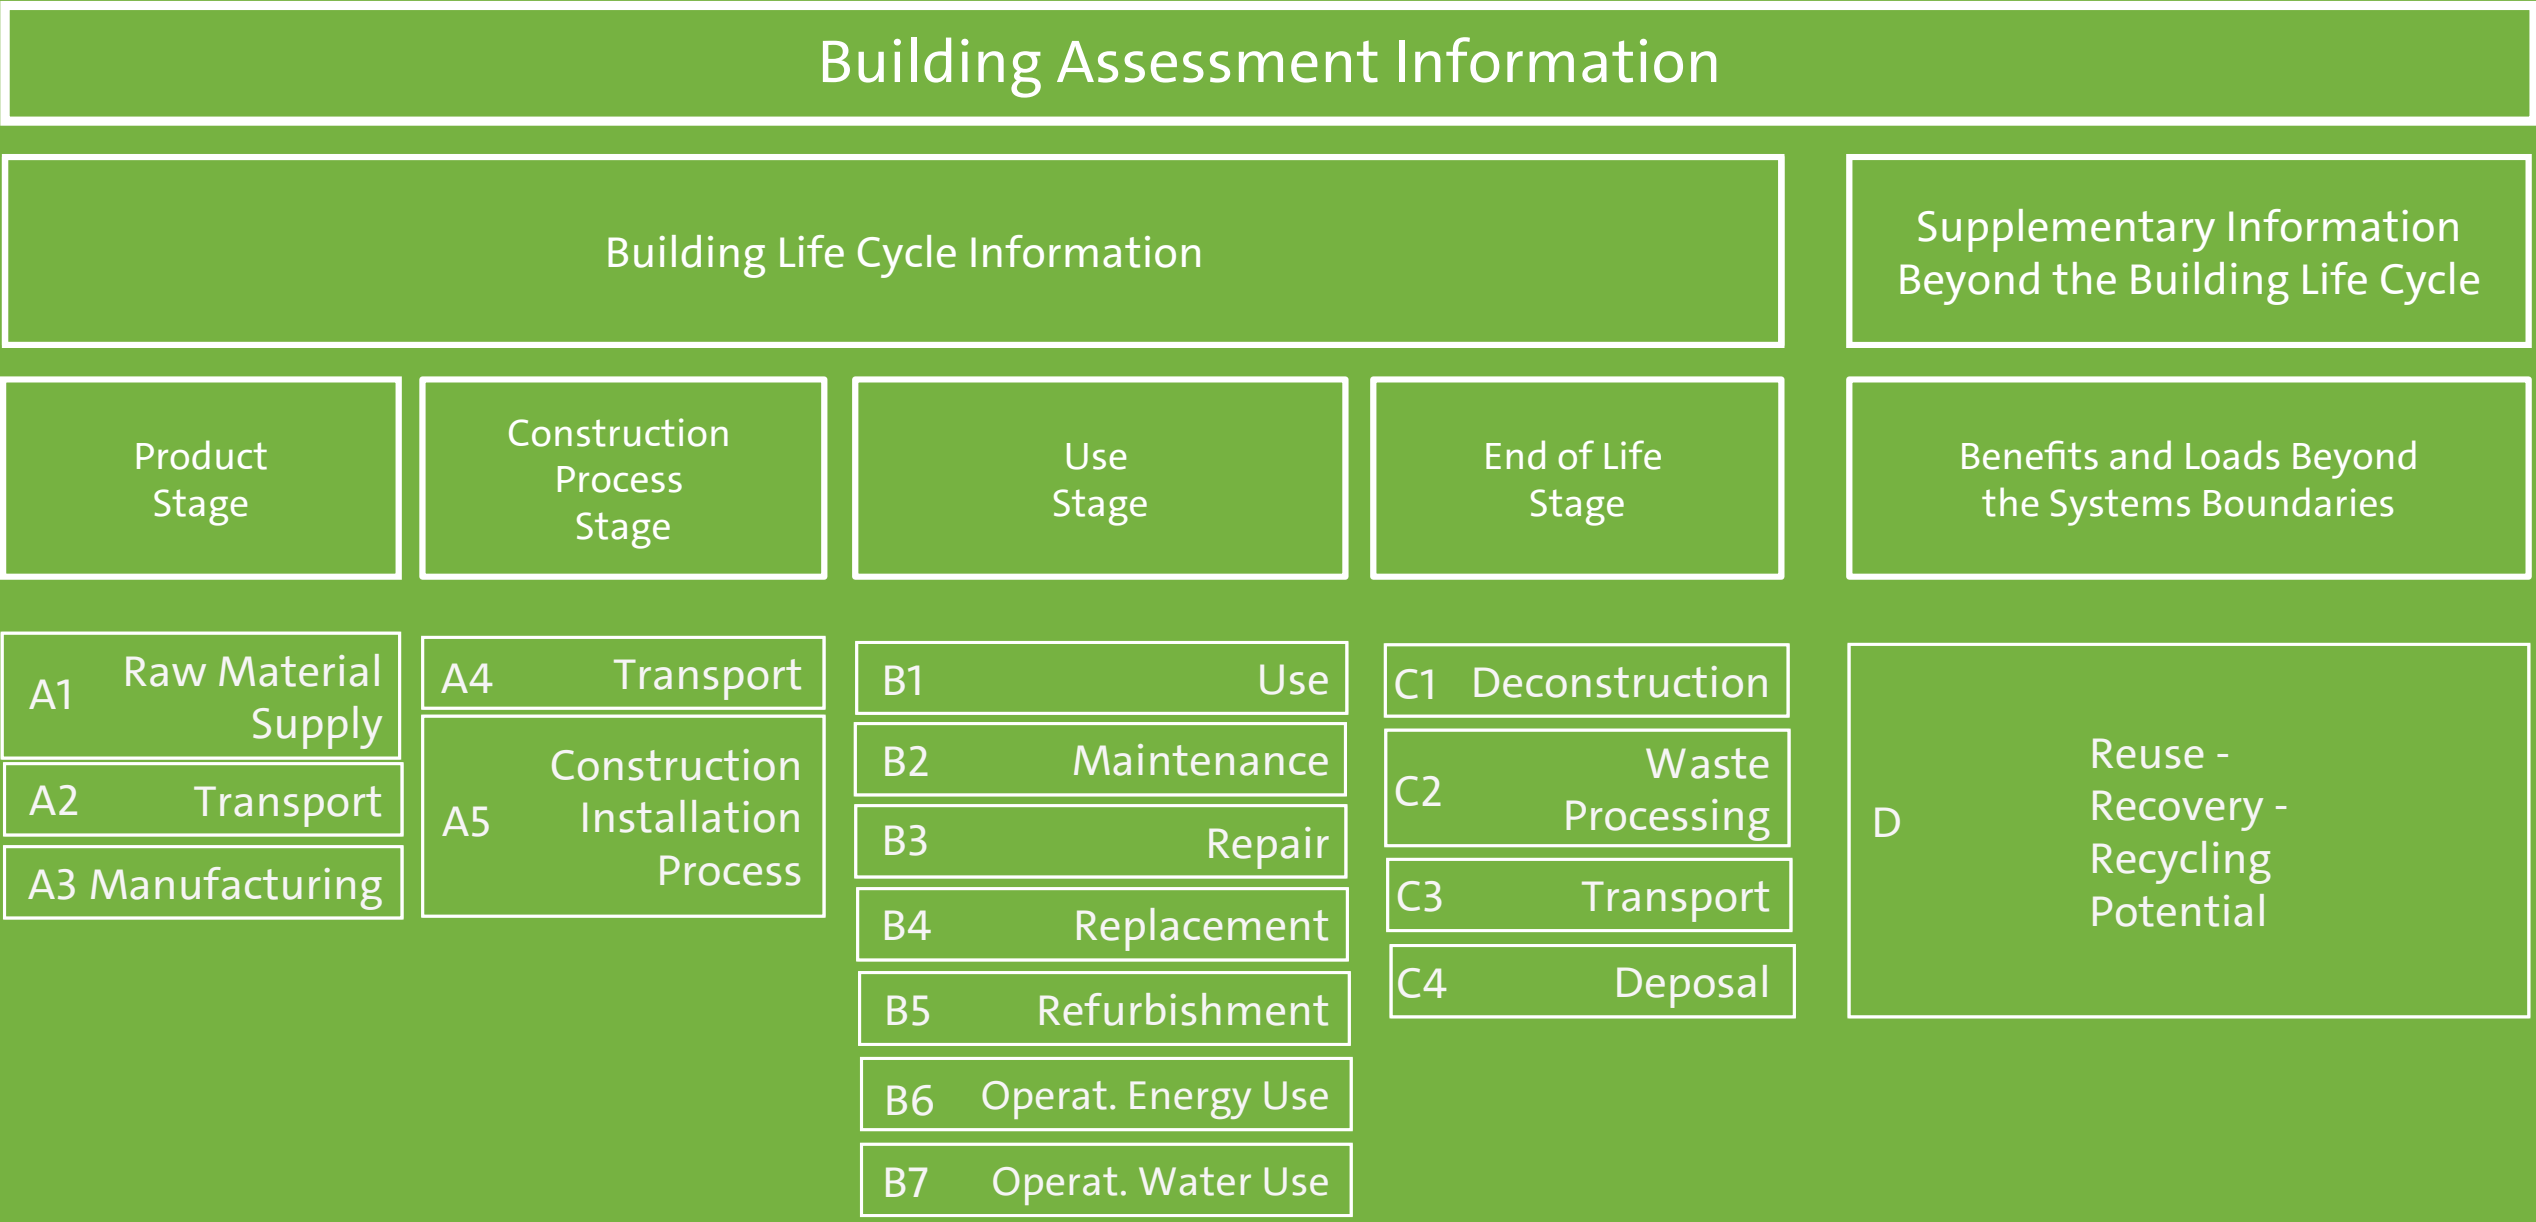 Building Assessment Information
Building Life Cycle Information
Supplementary Information
Beyond the Building Life Cycle
Product
Stage
Construction
Process
Stage
Use
Stage
End of Life
Stage
Benefits and Loads Beyond
the Systems Boundaries
A1 Raw Material
Supply
A2 Transport
A3 Manufacturing
A4 Transport
A5 Construction
Installation
Process
B1 Use
B2 Maintenance
B3 Repair
B4 Replacement
B5 Refurbishment
B6 Operat. Energy Use
B7 Operat. Water Use
C1 Deconstruction
C2 Waste
Processing
C3 Transport
C4 Deposal
D
Reuse -
Recovery -
Recycling
Potential